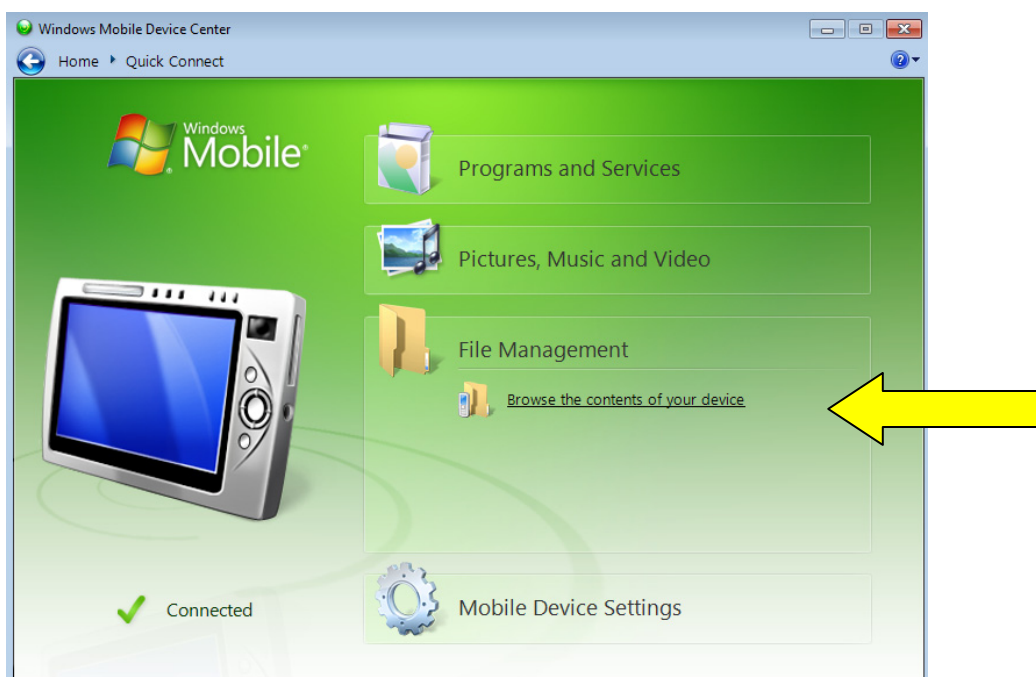 Windows Mobile Device Center
Home Quick Connect
Windows
Mobile
Programs and Services
Pictures, Music and Video
File Management
Browse the contents of your device
Connected
Mobile Device Settings